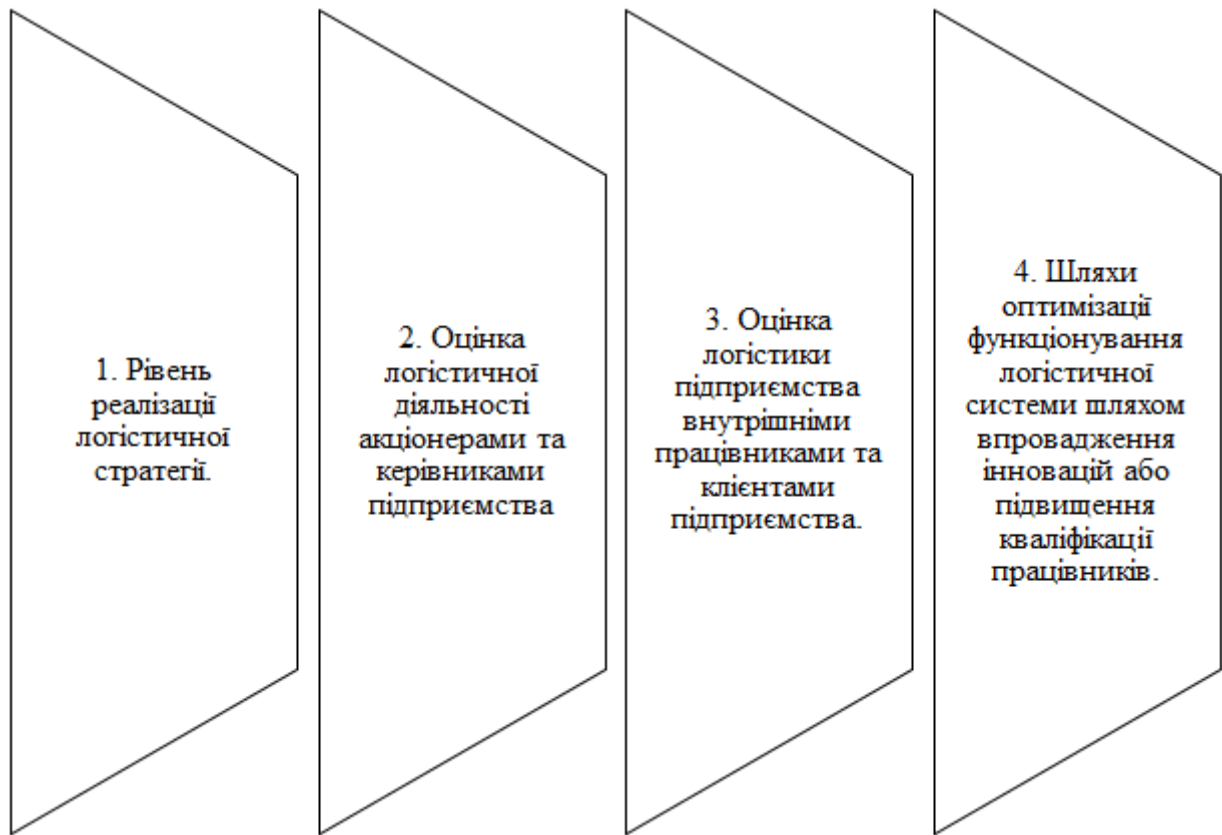 1. Рівень
реалізації
логістичної
стратегії.
2. Оцінка
логістичної
діяльності
акціонерами та
керівниками
підприємства
3. Оцінка
логістики
підприємства
внутрішніми
працівниками та
клієнтами
підприємства.
4. Шляхи
оптимізації
функціонування
логістичної
системи шляхом
впровадження
інновацій або
підвищення
кваліфікації
працівників.